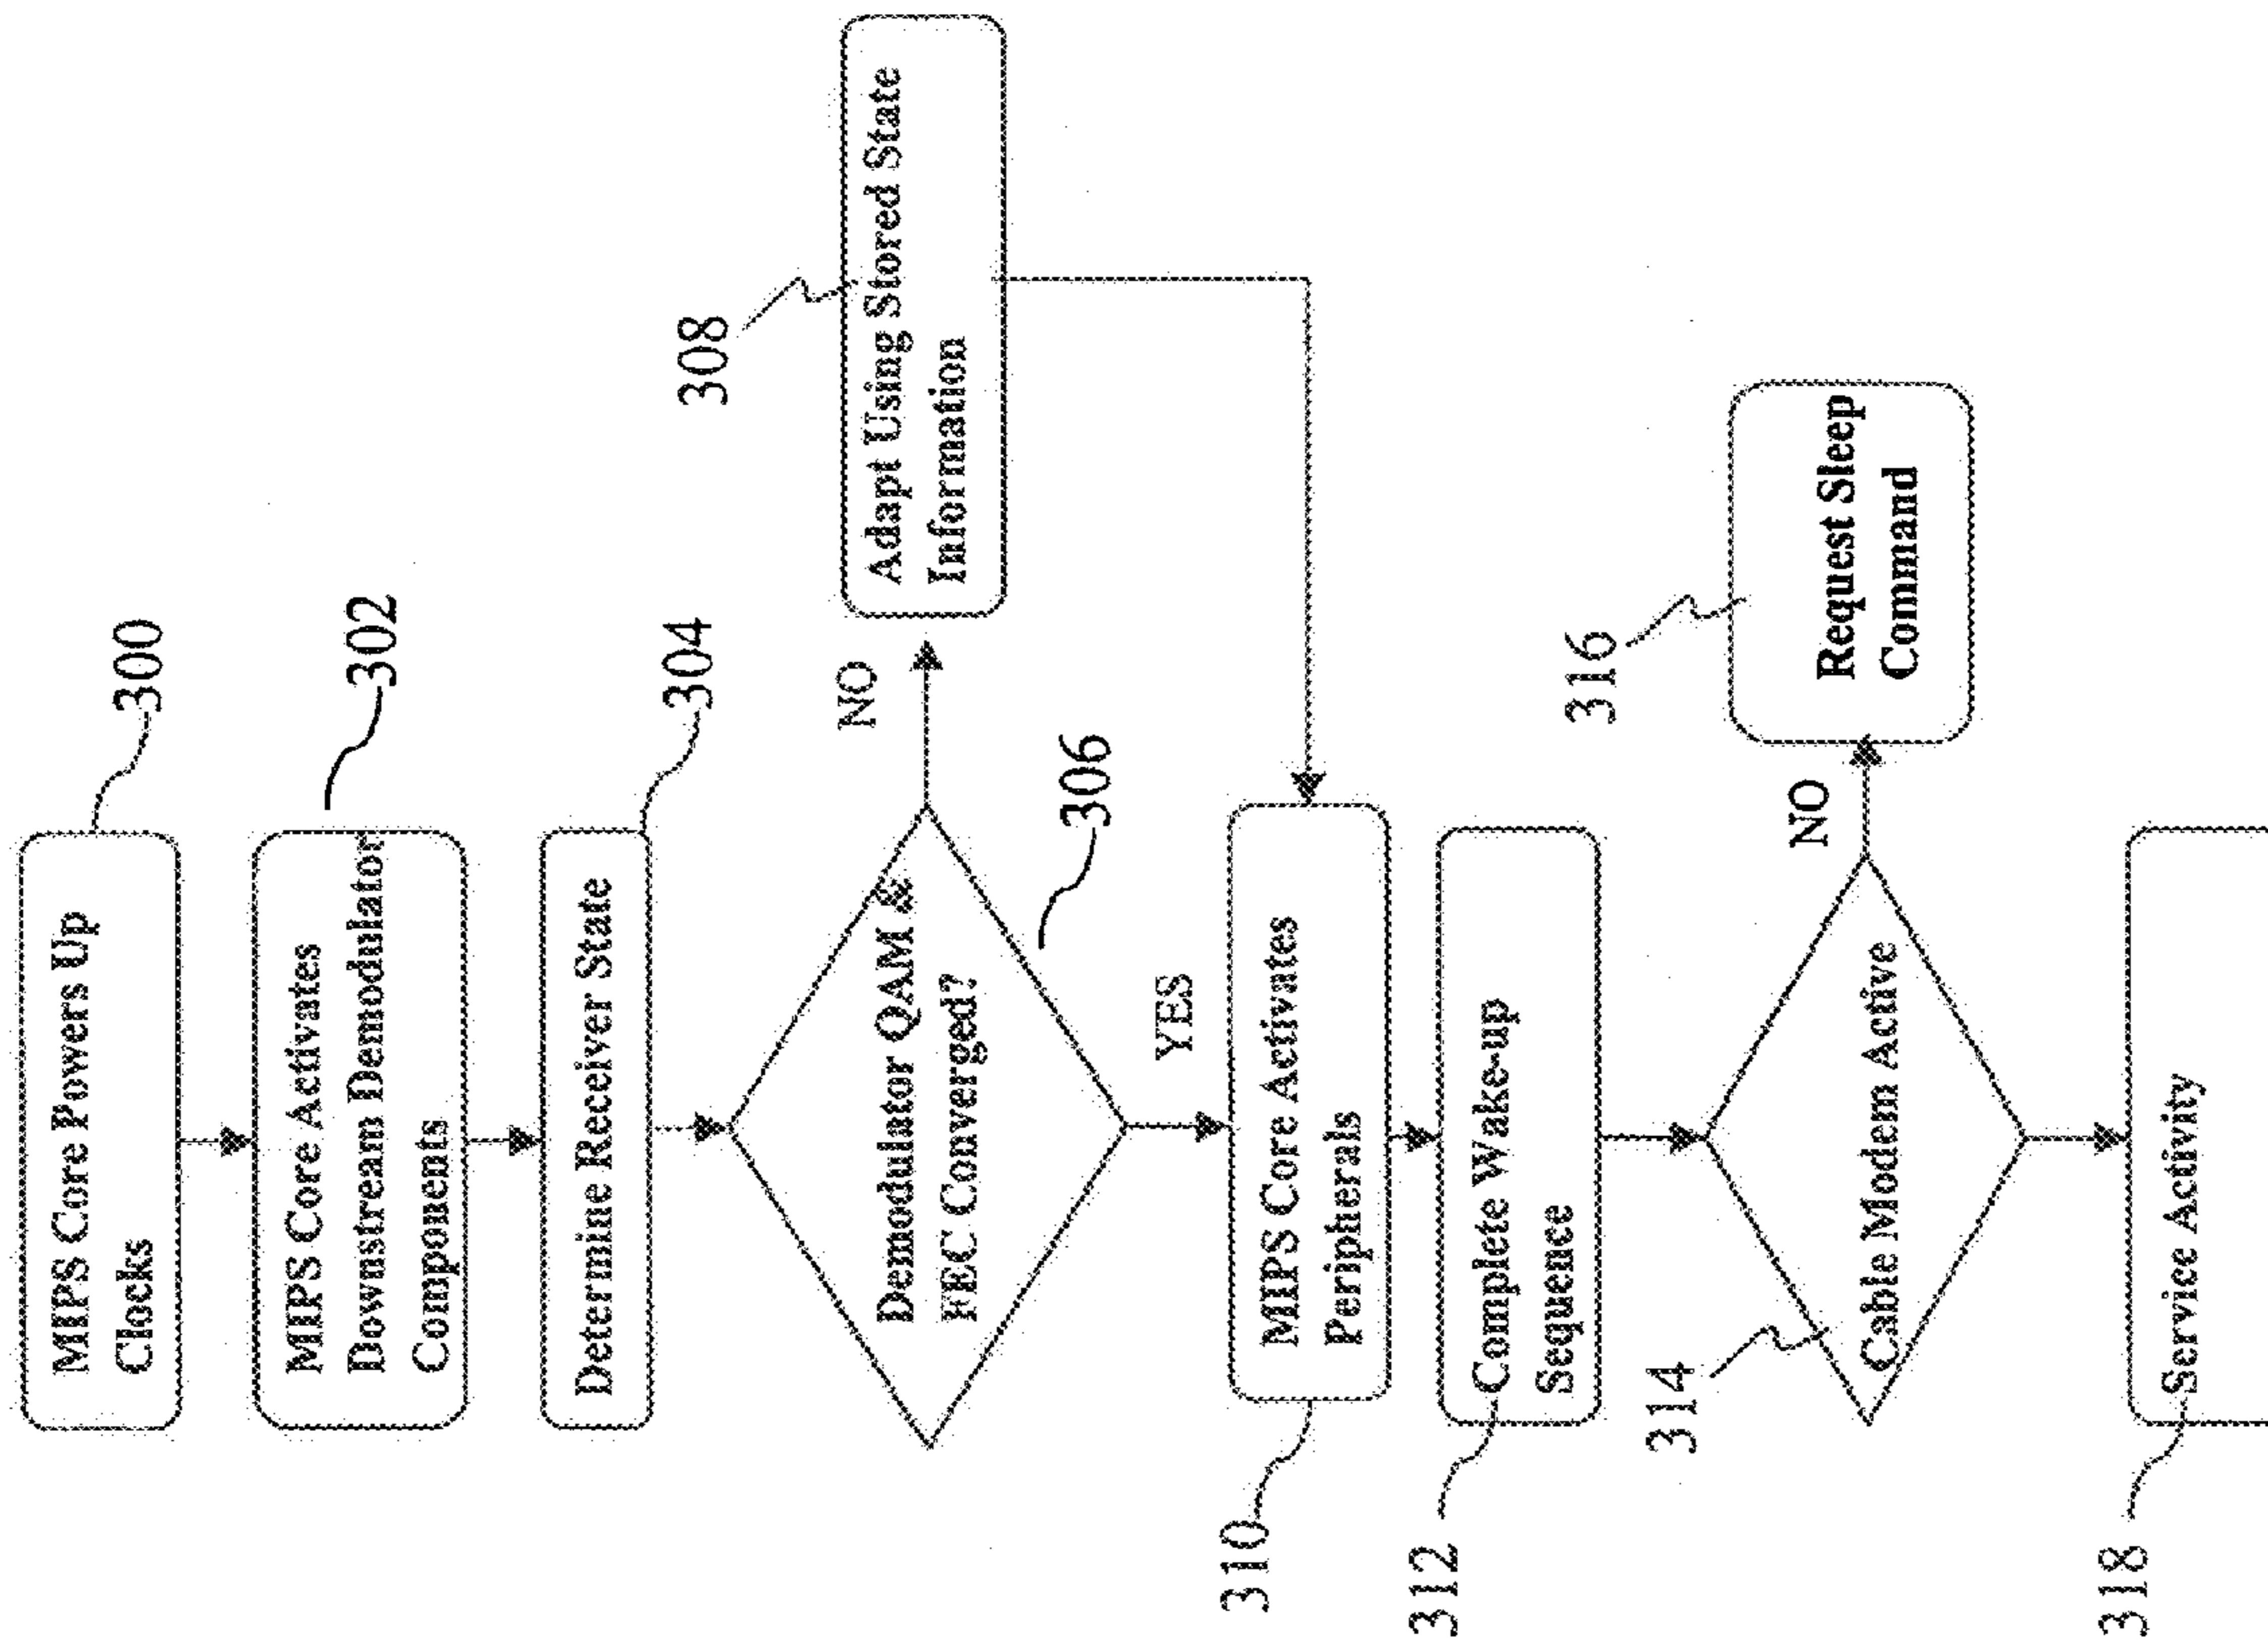 MIPS Core Powers Up
Clocks
300
MIPS Core Activates
Downstream Demodulator
Components
302
Determine Receiver State
304
Demodulator QAM &
FEC Converged?
306
NO
308
Adapt Using Stored State
Information
YES
MIPS Core Activates
Peripherals
310
Complete Wake-up
Sequence
312
314
Cable Modem Active
NO
316
Request Sleep
Command
Service Activity
318